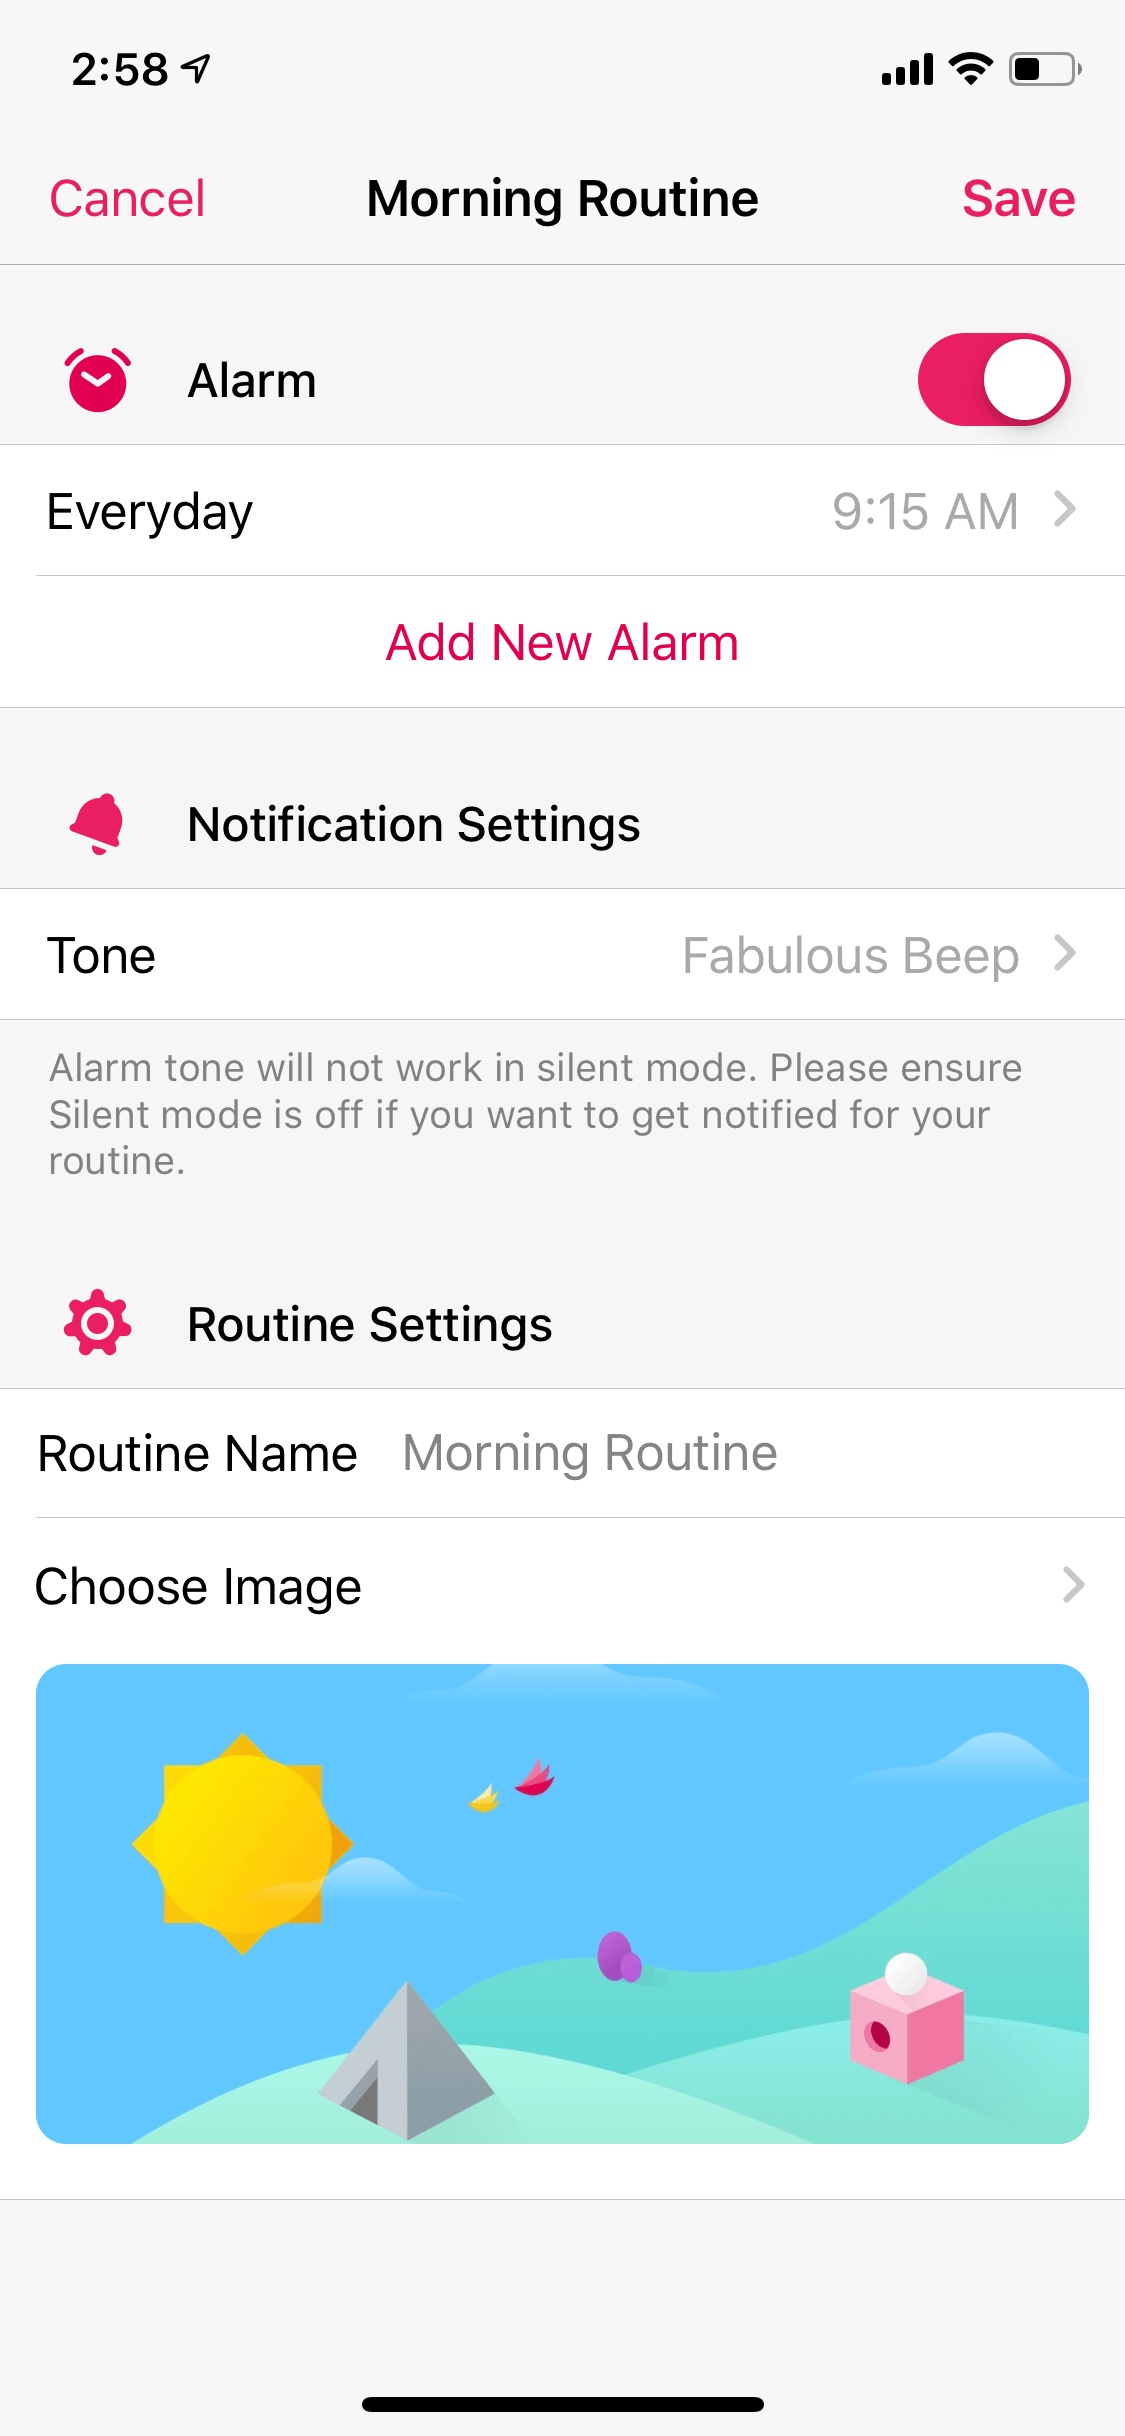 2:58
Cancel Morning Routine Save
Alarm
Everyday 9:15 AM
Add New Alarm
Notification Settings
Tone Fabulous Beep
Alarm tone will not work in silent mode. Please ensure
Silent mode is off if you want to get notified for your
routine.
Routine Settings
Routine Name Morning Routine
Choose Image